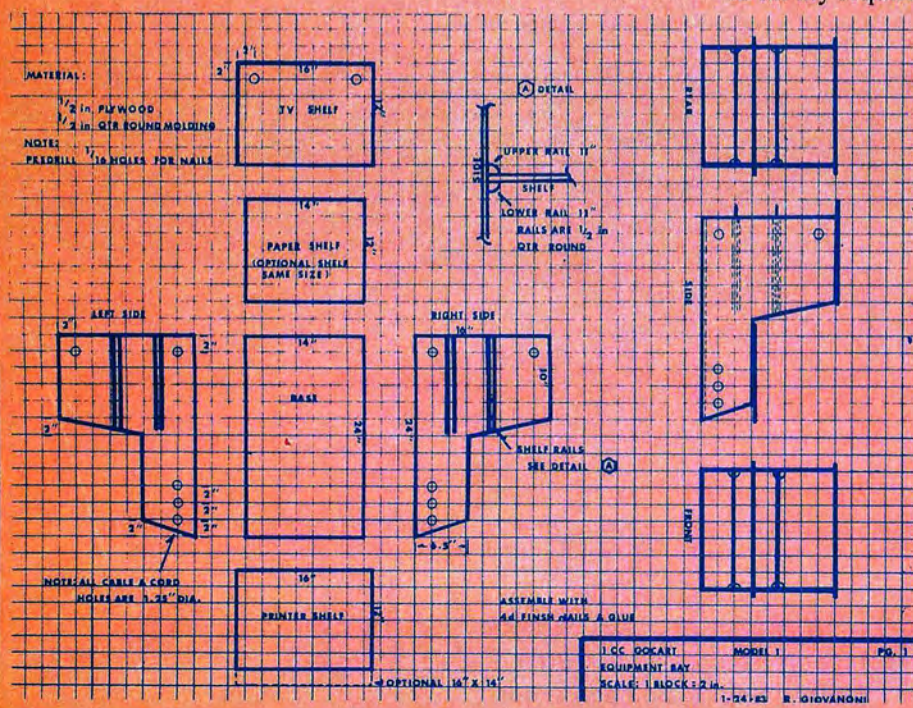 MATERIAL:
1/2 in. PLYWOOD
1/2 in. QTR ROUND MOLDING
NOTE:
PREDRILL 1/16 HOLES FOR NAILS
2"
2"
16"
TV SHELF
12"
A DETAIL
UPPER RAIL 11"
SIDE
SHELF
LOWER RAIL 11"
RAILS ARE 1/2 in
QTR ROUND
REAR
14"
PAPER SHELF
12"
(OPTIONAL SHELF
SAME SIZE)
SIDE
LEFT SIDE
2"
2"
2"
2"
2"
2"
2"
NOTE: ALL CABLE & CORD
HOLES ARE 1.25" DIA.
14"
BASE
24"
RIGHT SIDE
16"
10"
24"
SHELF RAILS
SEE DETAIL A
6.5"
FRONT
16"
PRINTER SHELF
12"
OPTIONAL 16" X 14"
ASSEMBLE WITH
4d FINSH NAILS & GLUE
ICC GOCART MODEL 1 PG. 1
EQUIPMENT BAY
SCALE: 1 BLOCK : 2 in.
1-24-83 R. GIOVANONI